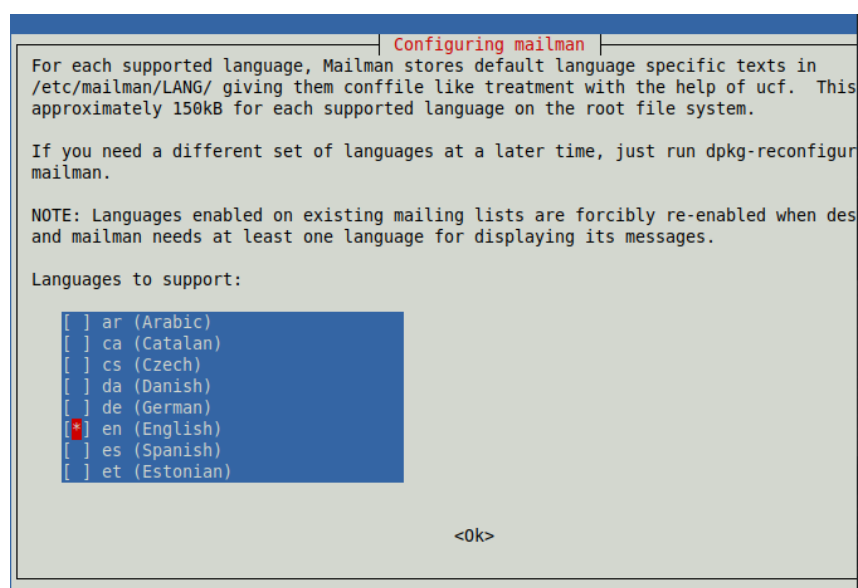 Configuring mailman
For each supported language, Mailman stores default language specific texts in
/etc/mailman/LANG/ giving them conffile like treatment with the help of ucf.  This
approximately 150kB for each supported language on the root file system.
If you need a different set of languages at a later time, just run dpkg-reconfigur
mailman.
NOTE: Languages enabled on existing mailing lists are forcibly re-enabled when des
and mailman needs at least one language for displaying its messages.
Languages to support:
[ ] ar (Arabic)
[ ] ca (Catalan)
[ ] cs (Czech)
[ ] da (Danish)
[ ] de (German)
[*] en (English)
[ ] es (Spanish)
[ ] et (Estonian)
<Ok>